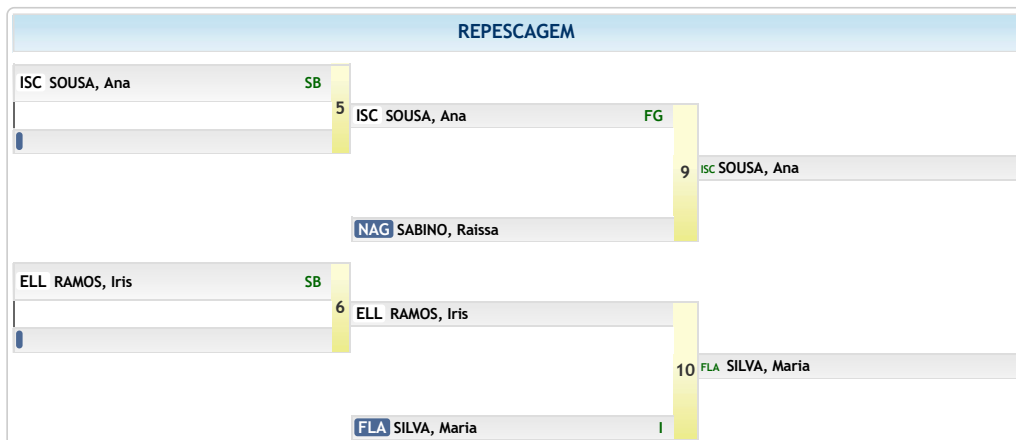 REPESCAGEM
ISC SOUSA, Ana SB
5
ISC SOUSA, Ana FG
9
ISC SOUSA, Ana
NAG SABINO, Raissa
ELL RAMOS, Iris SB
6
ELL RAMOS, Iris
10
FLA SILVA, Maria
FLA SILVA, Maria I